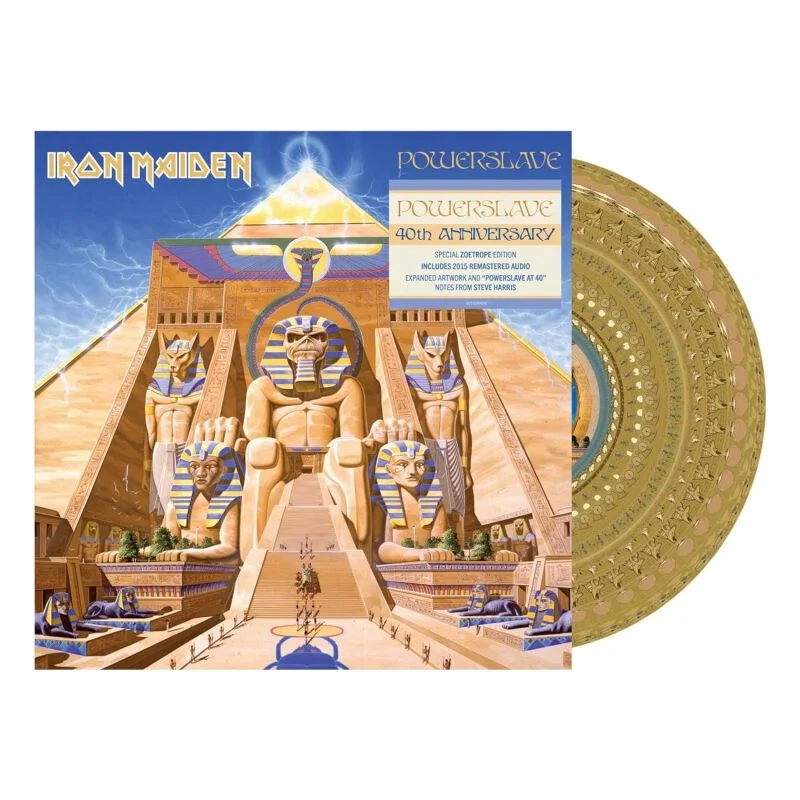 IRON MAIDEN
POWERSLAVE
POWERSLAVE
40th ANNIVERSARY
SPECIAL ZOETROPE EDITION
INCLUDES 2015 REMASTERED AUDIO
EXPANDED ARTWORK AND “POWERSLAVE AT 40”
NOTES FROM STEVE HARRIS